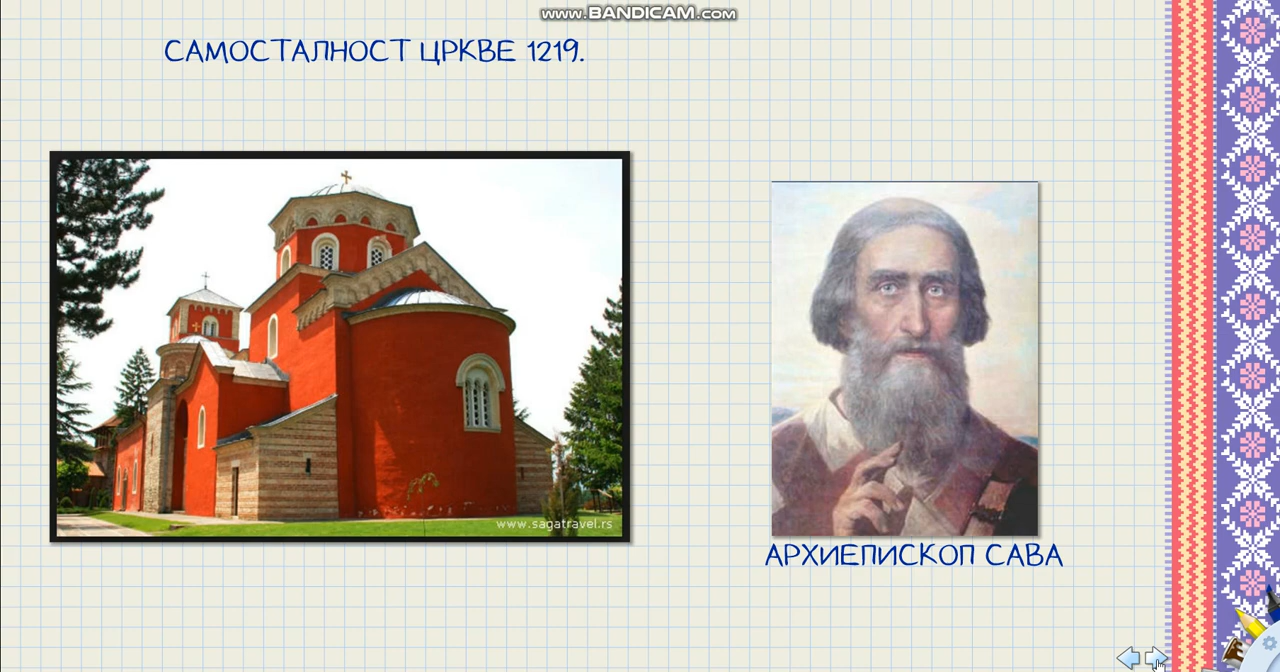 www.BANDICAM.com
САМОСТАЛНОСТ ЦРКВЕ 1219.
www.sagatravel.rs
АРХИЕПИСКОП САВА